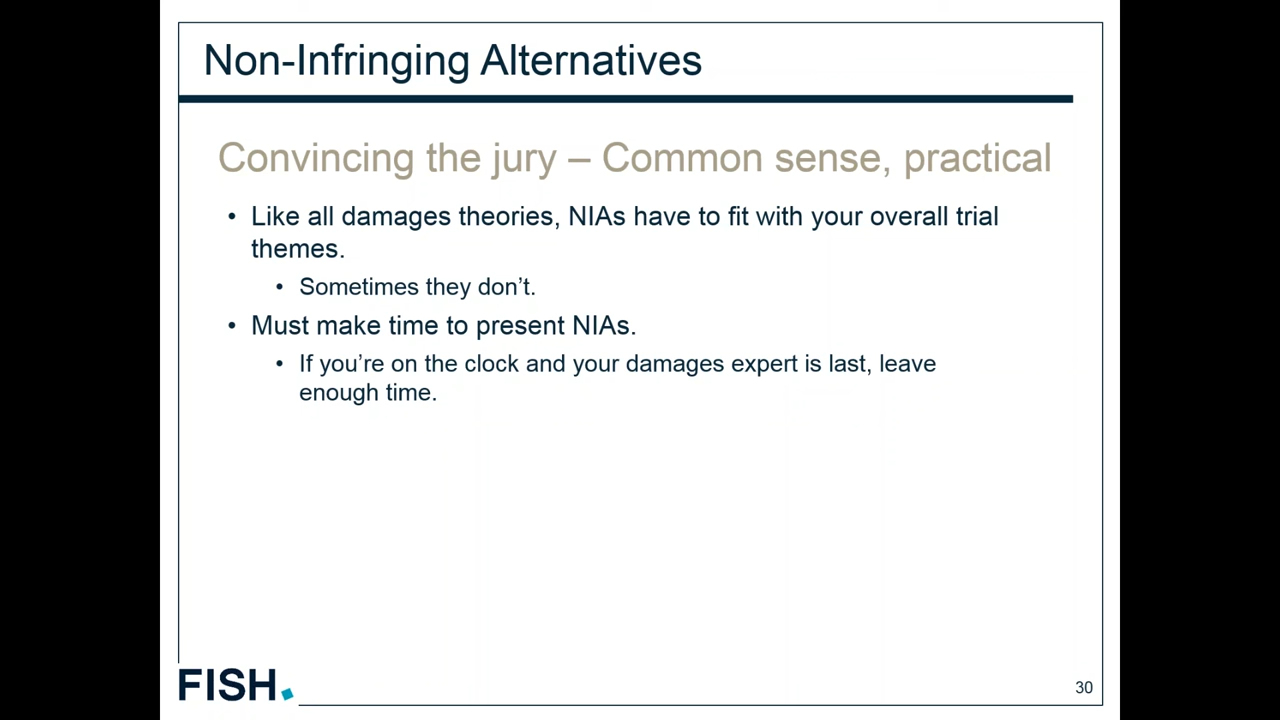 Non-Infringing Alternatives
Convincing the jury – Common sense, practical
• Like all damages theories, NIAs have to fit with your overall trial
themes.
• Sometimes they don’t.
• Must make time to present NIAs.
• If you’re on the clock and your damages expert is last, leave
enough time.
FISH.
30